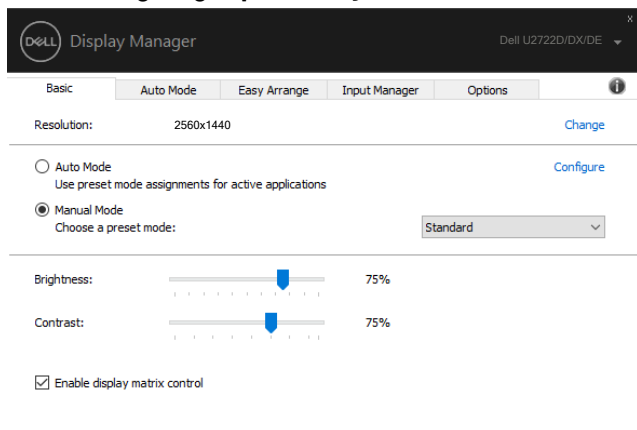 DELL Display Manager
Dell U2722D/DX/DE
x
Basic Auto Mode Easy Arrange Input Manager Options
Resolution: 2560x1440 Change
Auto Mode Configure
Use preset mode assignments for active applications
Manual Mode
Choose a preset mode: Standard
Brightness: 75%
Contrast: 75%
Enable display matrix control